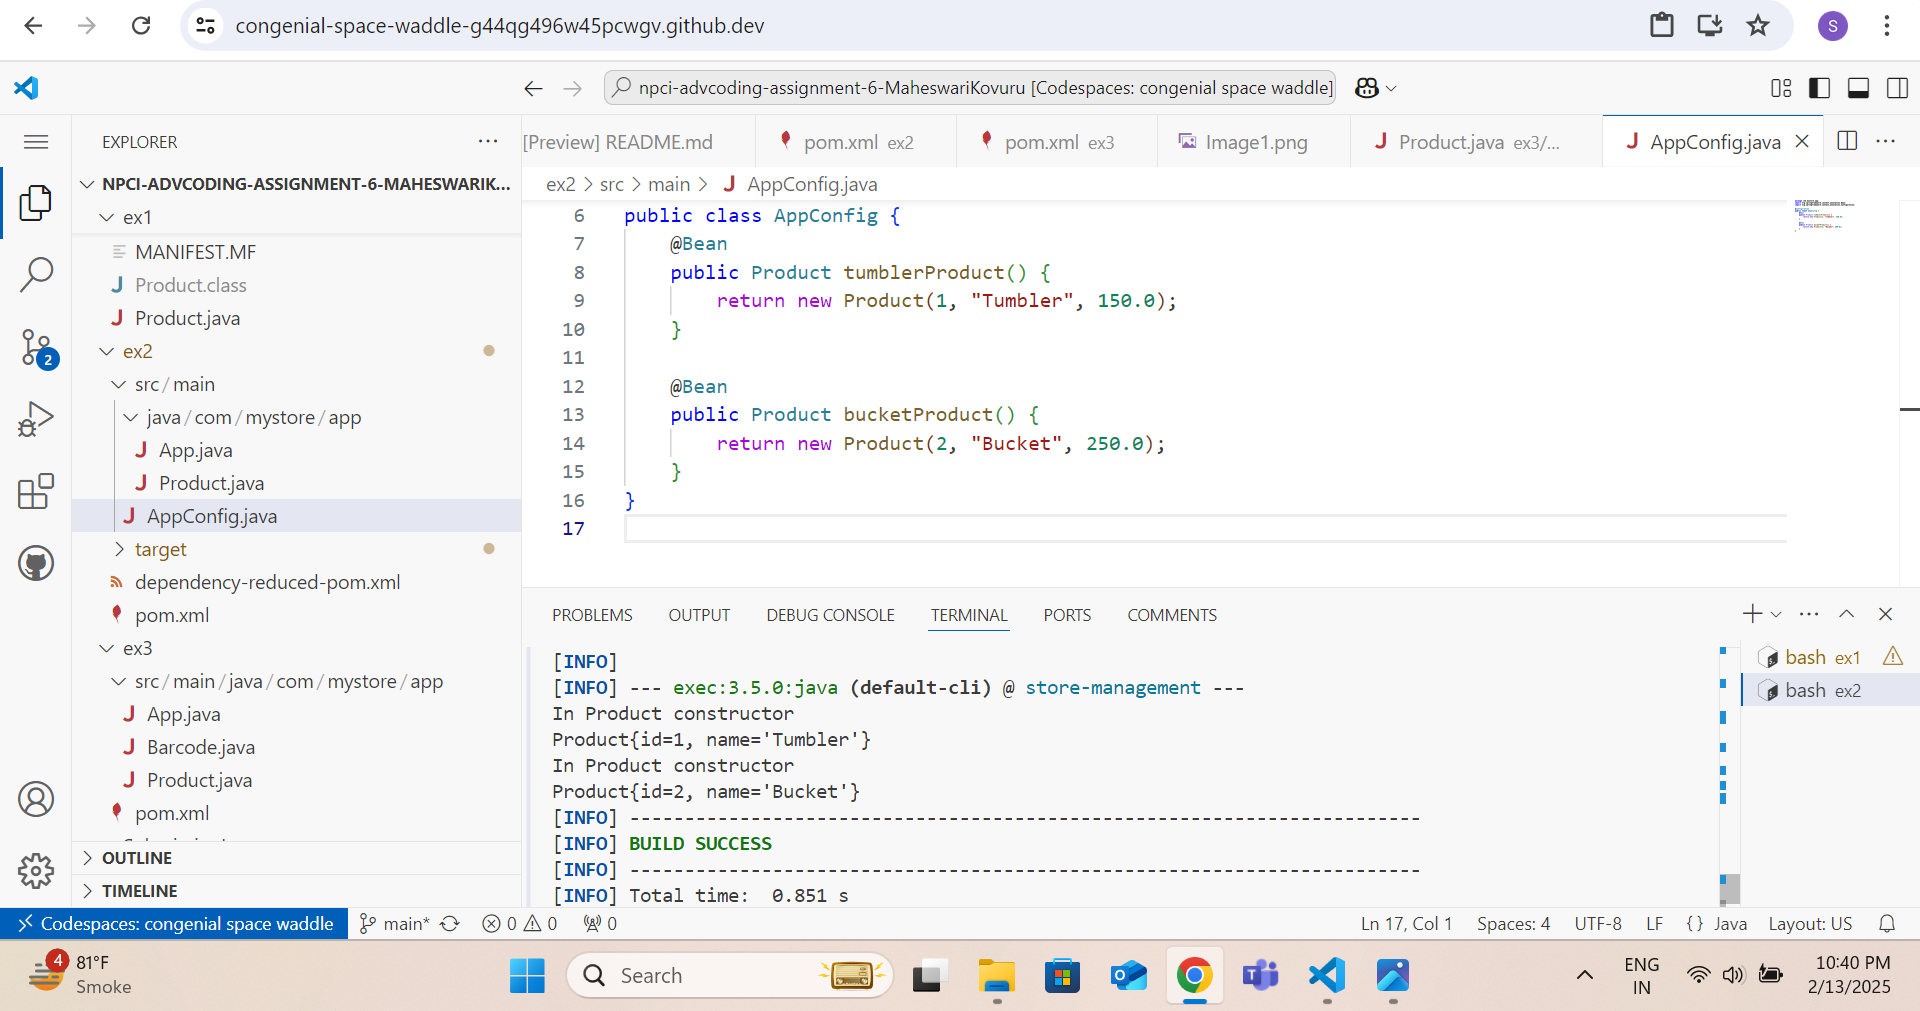 congenial-space-waddle-g44qg496w45pcwgv.github.dev
S
npci-advcoding-assignment-6-MaheswariKovuru [Codespaces: congenial space waddle]
EXPLORER
NPCI-ADVCODING-ASSIGNMENT-6-MAHESWARIK...
ex1
MANIFEST.MF
Product.class
Product.java
ex2
src/main
java/com/mystore/app
App.java
Product.java
AppConfig.java
target
dependency-reduced-pom.xml
pom.xml
ex3
src/main/java/com/mystore/app
App.java
Barcode.java
Product.java
pom.xml
OUTLINE
TIMELINE
2
[Preview] README.md
pom.xml ex2
pom.xml ex3
Image1.png
Product.java ex3/...
AppConfig.java
ex2 > src > main > AppConfig.java
6 public class AppConfig {
7 @Bean
8 public Product tumblerProduct() {
9 return new Product(1, "Tumbler", 150.0);
10 }
11
12 @Bean
13 public Product bucketProduct() {
14 return new Product(2, "Bucket", 250.0);
15 }
16 }
17
PROBLEMS OUTPUT DEBUG CONSOLE TERMINAL PORTS COMMENTS
[INFO]
[INFO] --- exec:3.5.0:java (default-cli) @ store-management ---
In Product constructor
Product{id=1, name='Tumbler'}
In Product constructor
Product{id=2, name='Bucket'}
[INFO] ------------------------------------------------------------------------
[INFO] BUILD SUCCESS
[INFO] ------------------------------------------------------------------------
[INFO] Total time:  0.851 s
bash ex1
bash ex2
Codespaces: congenial space waddle main* 0 0 0 Ln 17, Col 1 Spaces: 4 UTF-8 LF {} Java Layout: US
4
81°F
Smoke
Search
ENG
IN
10:40 PM
2/13/2025